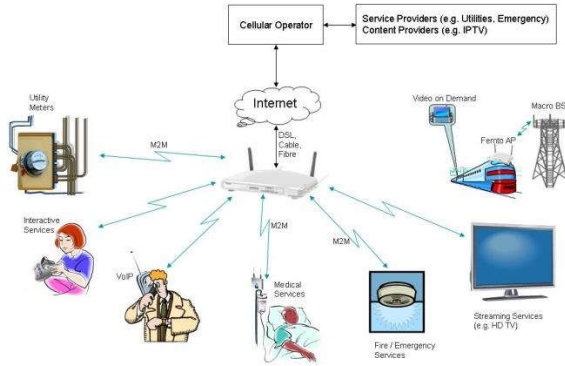 Cellular Operator
Service Providers (e.g. Utilities, Emergency)
Content Providers (e.g. IPTV)
Internet
DSL,
Cable,
Fibre
Utility
Meters
M2M
Video on Demand
Macro BS
Femto AP
Interactive
Services
VoIP
M2M
Medical
Services
M2M
Fire / Emergency
Services
Streaming Services
(e.g. HD TV)